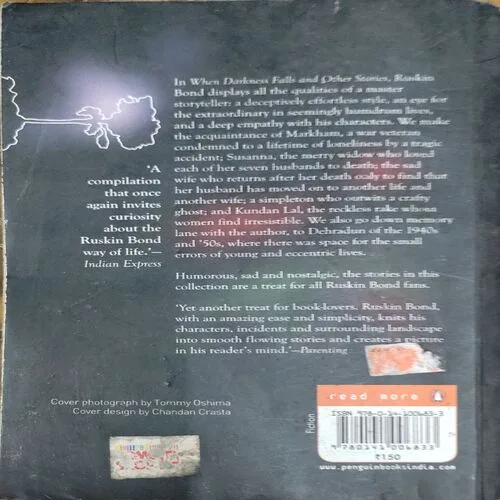 In When Darkness Falls and Other Stories, Ruskin
Bond displays all the qualities of a master
storyteller: a deceptively effortless style, an eye for
the extraordinary in seemingly humdrum lives,
and a deep empathy with his characters. We make
the acquaintance of Markham, a war veteran
condemned to a lifetime of loneliness by a tragic
accident; Susanna, the merry widow who loved
each of her seven husbands to death; the sad
wife who returns after her death only to find that
her husband has moved on to another life and
another wife; a simpleton who outwits a crafty
ghost; and Kundan Lal, the reckless rake whom
women find irresistible. We also go down memory
lane with the author, to Dehradun of the 1940s
and '50s, where there was space for the small
errors of young and eccentric lives.
Humorous, sad and nostalgic, the stories in this
collection are a treat for all Ruskin Bond fans.
'Yet another treat for book-lovers. Ruskin Bond,
with an amazing ease and simplicity, knits his
characters, incidents and surrounding landscape
into smooth flowing stories and creates a picture
in his reader's mind.'—Parenting
'A
compilation
that once
again invites
curiosity
about the
Ruskin Bond
way of life.'—
Indian Express
Cover photograph by Tommy Oshima
Cover design by Chandan Crasta
read more
Fiction
ISBN 978-0-14-100683-3
9 780141 006833
₹150
www.penguinbooksindia.com